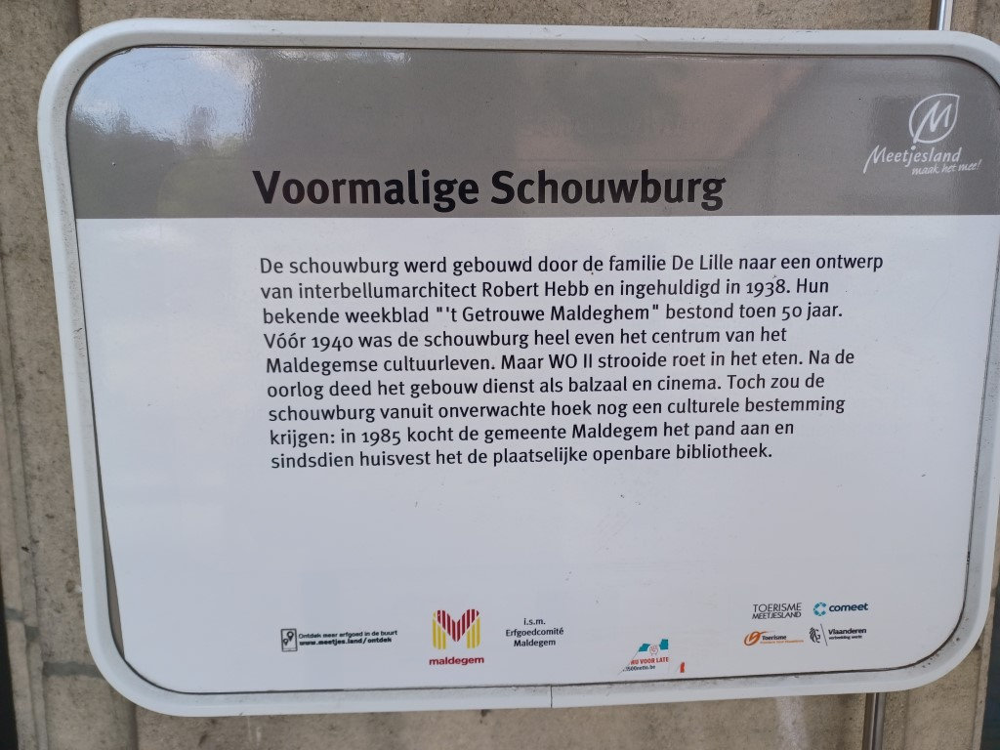 Meetjesland
maak het mee!
Voormalige Schouwburg
De schouwburg werd gebouwd door de familie De Lille naar een ontwerp
van interbellumarchitect Robert Hebb en ingehuldigd in 1938. Hun
bekende weekblad "'t Getrouwe Maldeghem" bestond toen 50 jaar.
Vóór 1940 was de schouwburg heel even het centrum van het
Maldegemse cultuurleven. Maar WO II strooide roet in het eten. Na de
oorlog deed het gebouw dienst als balzaal en cinema. Toch zou de
schouwburg vanuit onverwachte hoek nog een culturele bestemming
krijgen: in 1985 kocht de gemeente Maldegem het pand aan en
sindsdien huisvest het de plaatselijke openbare bibliotheek.
Ontdek meer erfgoed in de buurt
www.meetjes.land/ontdek
maldegem
i.s.m.
Erfgoedcomité
Maldegem
NU VOOR LATE
1500nette.be
TOERISME
MEETJESLAND
comeet
Toerisme
Vlaanderen
verbeelding werkt